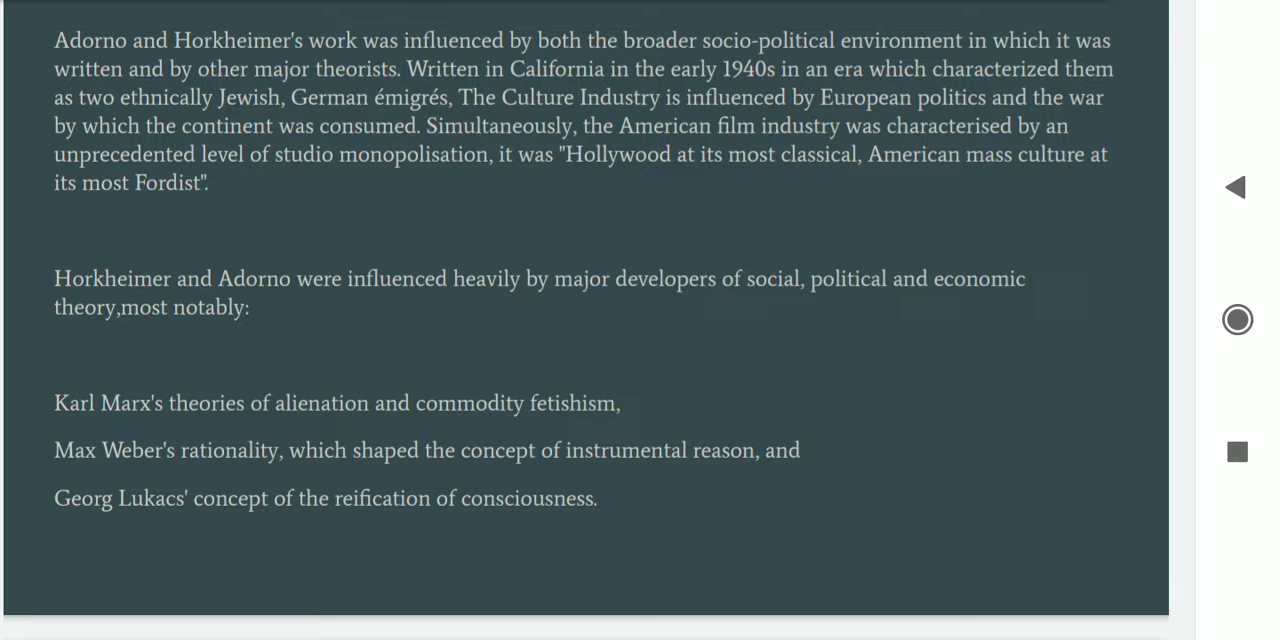 Adorno and Horkheimer's work was influenced by both the broader socio-political environment in which it was
written and by other major theorists. Written in California in the early 1940s in an era which characterized them
as two ethnically Jewish, German émigrés, The Culture Industry is influenced by European politics and the war
by which the continent was consumed. Simultaneously, the American film industry was characterised by an
unprecedented level of studio monopolisation, it was "Hollywood at its most classical, American mass culture at
its most Fordist".
Horkheimer and Adorno were influenced heavily by major developers of social, political and economic
theory,most notably:
Karl Marx's theories of alienation and commodity fetishism,
Max Weber's rationality, which shaped the concept of instrumental reason, and
Georg Lukacs' concept of the reification of consciousness.